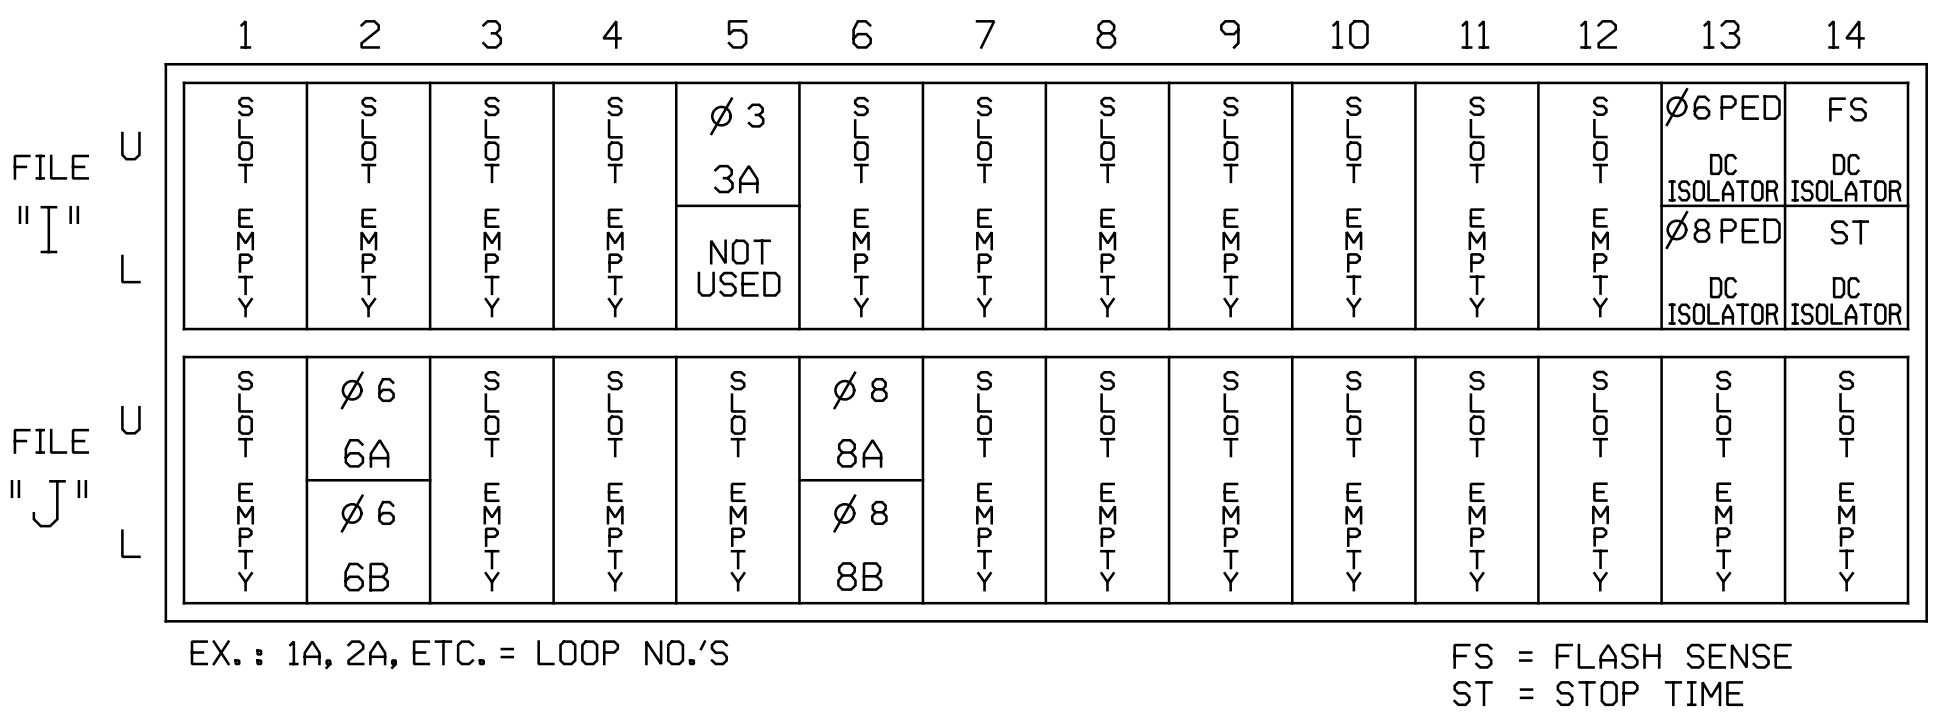 1 2 3 4 5 6 7 8 9 10 11 12 13 14
FILE "I"
U
L
SLOT EMPTY
SLOT EMPTY
SLOT EMPTY
SLOT EMPTY
Ø 3
3A
NOT
USED
SLOT EMPTY
SLOT EMPTY
SLOT EMPTY
SLOT EMPTY
SLOT EMPTY
SLOT EMPTY
SLOT EMPTY
Ø6 PED
DC
ISOLATOR
Ø8 PED
DC
ISOLATOR
FS
DC
ISOLATOR
ST
DC
ISOLATOR
FILE "J"
U
L
SLOT EMPTY
Ø 6
6A
Ø 6
6B
SLOT EMPTY
SLOT EMPTY
SLOT EMPTY
Ø 8
8A
Ø 8
8B
SLOT EMPTY
SLOT EMPTY
SLOT EMPTY
SLOT EMPTY
SLOT EMPTY
SLOT EMPTY
SLOT EMPTY
SLOT EMPTY
EX.: 1A, 2A, ETC. = LOOP NO.'S
FS = FLASH SENSE
ST = STOP TIME